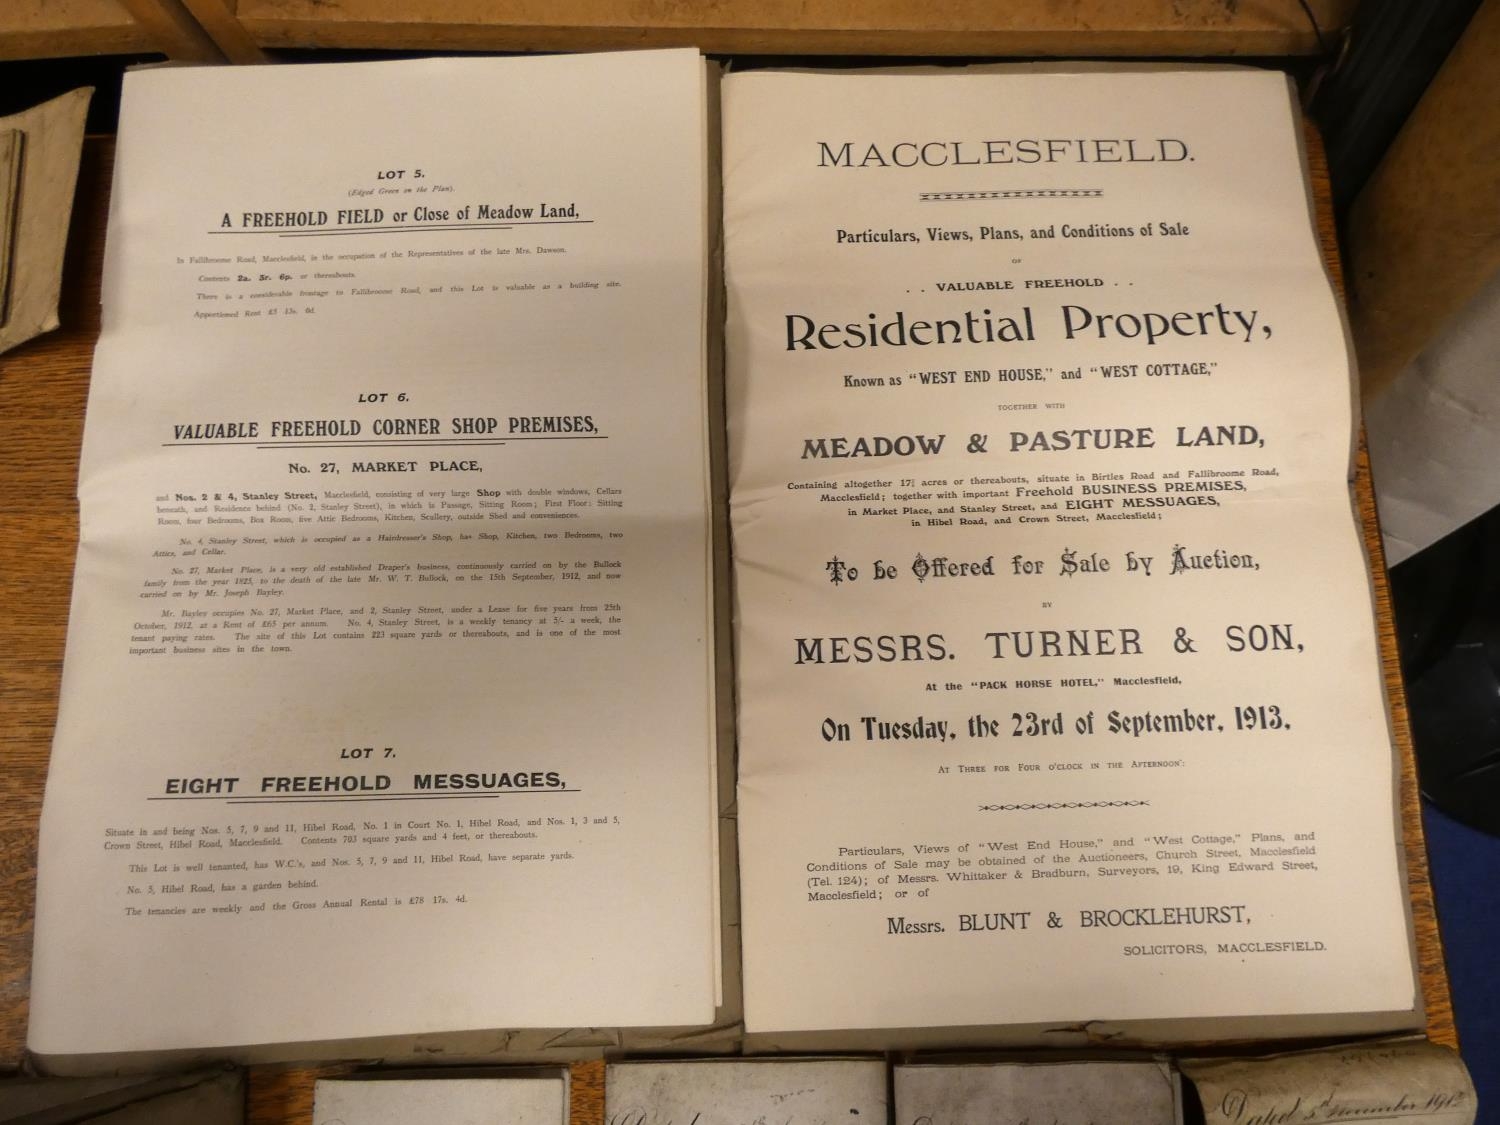 LOT 5.
(Edged Green on the Plan).
A FREEHOLD FIELD or Close of Meadow Land,
In Fallibroome Road, Macclesfield, in the occupation of the Representatives of the late Mrs. Dawson.
Contents 2a. 3r. 6p. or thereabouts.
There is a considerable frontage to Fallibroome Road, and this Lot is valuable as a building site.
Apportioned Rent £5 13s. 0d.
LOT 6.
VALUABLE FREEHOLD CORNER SHOP PREMISES,
No. 27, MARKET PLACE,
and Nos. 2 & 4, Stanley Street, Macclesfield, consisting of very large Shop with double windows, Cellars
beneath, and Residence behind (No. 2, Stanley Street), in which is Passage, Sitting Room; First Floor: Sitting
Room, four Bedrooms, Box Room, five Attic Bedrooms, Kitchen, Scullery, outside Shed and conveniences.
No. 4, Stanley Street, which is occupied as a Hairdresser's Shop, has Shop, Kitchen, two Bedrooms, two
Attics, and Cellar.
No. 27, Market Place, is a very old established Draper's business, continuously carried on by the Bullock
family from the year 1825, to the death of the late Mr. W. T. Bullock, on the 15th September, 1912, and now
carried on by Mr. Joseph Bayley.
Mr. Bayley occupies No. 27, Market Place, and 2, Stanley Street, under a Lease for five years from 25th
October, 1912, at a Rent of £65 per annum. No. 4, Stanley Street, is a weekly tenancy at 5/- a week, the
tenant paying rates. The site of this Lot contains 223 square yards or thereabouts, and is one of the most
important business sites in the town.
LOT 7.
EIGHT FREEHOLD MESSUAGES,
Situate in and being Nos. 5, 7, 9 and 11, Hibel Road, No. 1 in Court No. 1, Hibel Road, and Nos. 1, 3 and 5,
Crown Street, Hibel Road, Macclesfield. Contents 703 square yards and 4 feet, or thereabouts.
This Lot is well tenanted, has W.C.'s, and Nos. 5, 7, 9 and 11, Hibel Road, have separate yards.
No. 5, Hibel Road, has a garden behind.
The tenancies are weekly and the Gross Annual Rental is £78 17s. 4d.
MACCLESFIELD.
Particulars, Views, Plans, and Conditions of Sale
OF
. . VALUABLE FREEHOLD . .
Residential Property,
Known as "WEST END HOUSE," and "WEST COTTAGE,"
TOGETHER WITH
MEADOW & PASTURE LAND,
Containing altogether 17¾ acres or thereabouts, situate in Birtles Road and Fallibroome Road,
Macclesfield; together with important Freehold BUSINESS PREMISES,
in Market Place, and Stanley Street, and EIGHT MESSUAGES,
in Hibel Road, and Crown Street, Macclesfield;
To be Offered for Sale by Auction,
BY
MESSRS. TURNER & SON,
At the "PACK HORSE HOTEL," Macclesfield,
On Tuesday, the 23rd of September, 1913.
AT THREE FOR FOUR O'CLOCK IN THE AFTERNOON:
Particulars, Views of "West End House," and "West Cottage," Plans, and
Conditions of Sale may be obtained of the Auctioneers, Church Street, Macclesfield
(Tel. 124); of Messrs. Whittaker & Bradburn, Surveyors, 19, King Edward Street,
Macclesfield; or of
Messrs. BLUNT & BROCKLEHURST,
SOLICITORS, MACCLESFIELD.
Dated November 1912